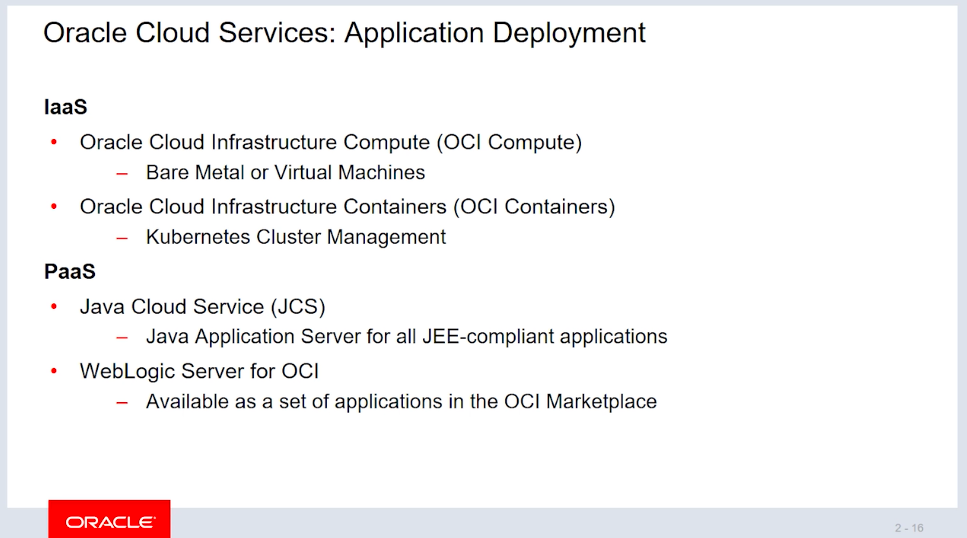 Oracle Cloud Services: Application Deployment
IaaS
• Oracle Cloud Infrastructure Compute (OCI Compute)
– Bare Metal or Virtual Machines
• Oracle Cloud Infrastructure Containers (OCI Containers)
– Kubernetes Cluster Management
PaaS
• Java Cloud Service (JCS)
– Java Application Server for all JEE-compliant applications
• WebLogic Server for OCI
– Available as a set of applications in the OCI Marketplace
ORACLE
2 - 16